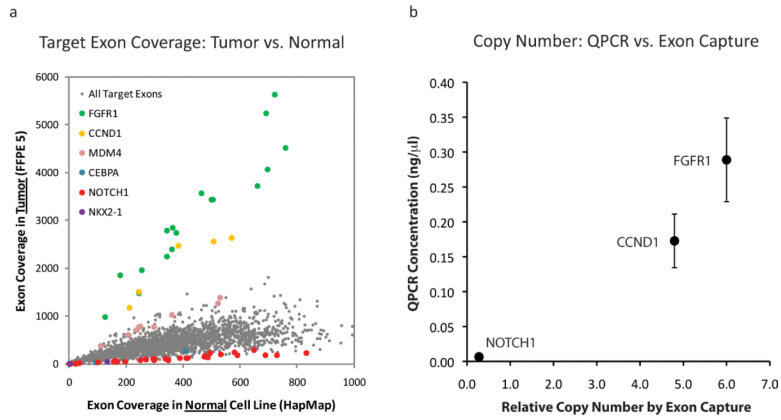 a
Target Exon Coverage: Tumor vs. Normal
Exon Coverage in Tumor (FFPE 5)
6000
5000
4000
3000
2000
1000
0
All Target Exons
FGFR1
CCND1
MDM4
CEBPA
NOTCH1
NKX2-1
0
200
400
600
800
1000
Exon Coverage in Normal Cell Line (HapMap)
b
Copy Number: QPCR vs. Exon Capture
QPCR Concentration (ng/µl)
0.40
0.35
0.30
0.25
0.20
0.15
0.10
0.05
0.00
FGFR1
CCND1
NOTCH1
0.0
1.0
2.0
3.0
4.0
5.0
6.0
7.0
Relative Copy Number by Exon Capture